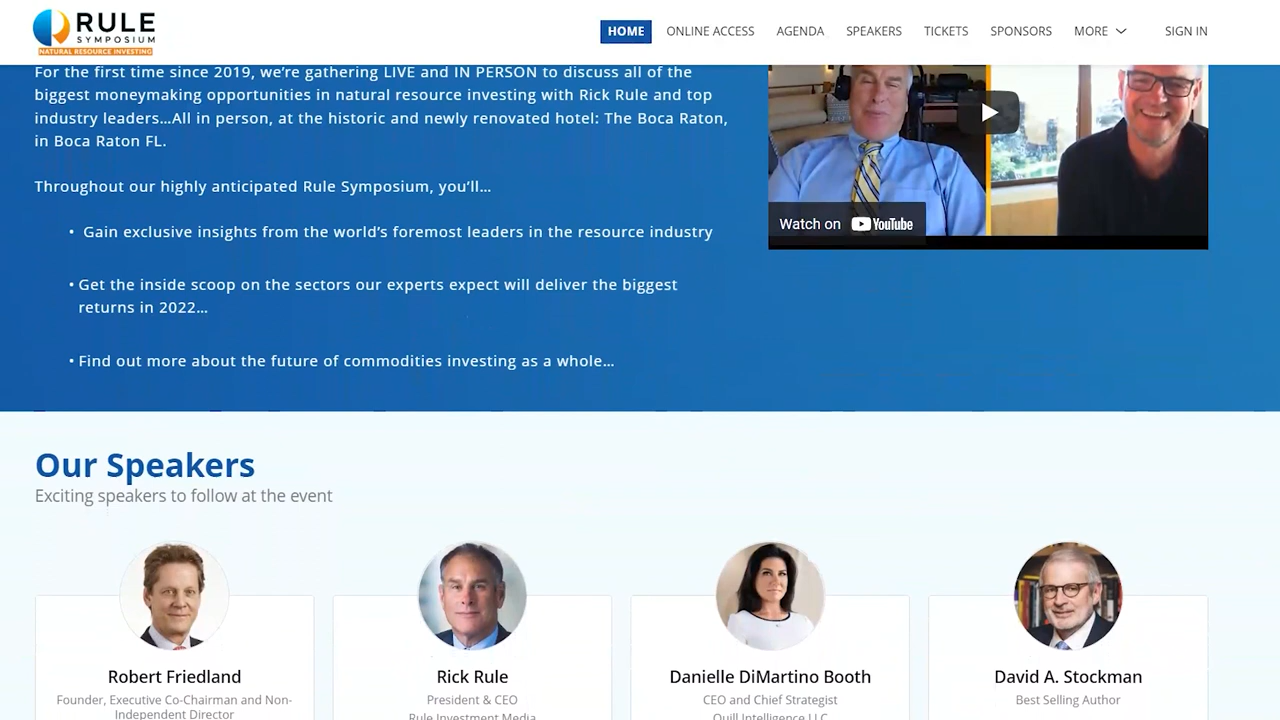 RULE
SYMPOSIUM
NATURAL RESOURCE INVESTING
HOME
ONLINE ACCESS
AGENDA
SPEAKERS
TICKETS
SPONSORS
MORE
SIGN IN
For the first time since 2019, we’re gathering LIVE and IN PERSON to discuss all of the
biggest moneymaking opportunities in natural resource investing with Rick Rule and top
industry leaders…All in person, at the historic and newly renovated hotel: The Boca Raton,
in Boca Raton FL.
Throughout our highly anticipated Rule Symposium, you’ll…
• Gain exclusive insights from the world’s foremost leaders in the resource industry
• Get the inside scoop on the sectors our experts expect will deliver the biggest
returns in 2022…
• Find out more about the future of commodities investing as a whole…
Watch on YouTube
Our Speakers
Exciting speakers to follow at the event
Robert Friedland
Founder, Executive Co-Chairman and Non-
Independent Director
Rick Rule
President & CEO
Rule Investment Media
Danielle DiMartino Booth
CEO and Chief Strategist
Quill Intelligence LLC
David A. Stockman
Best Selling Author